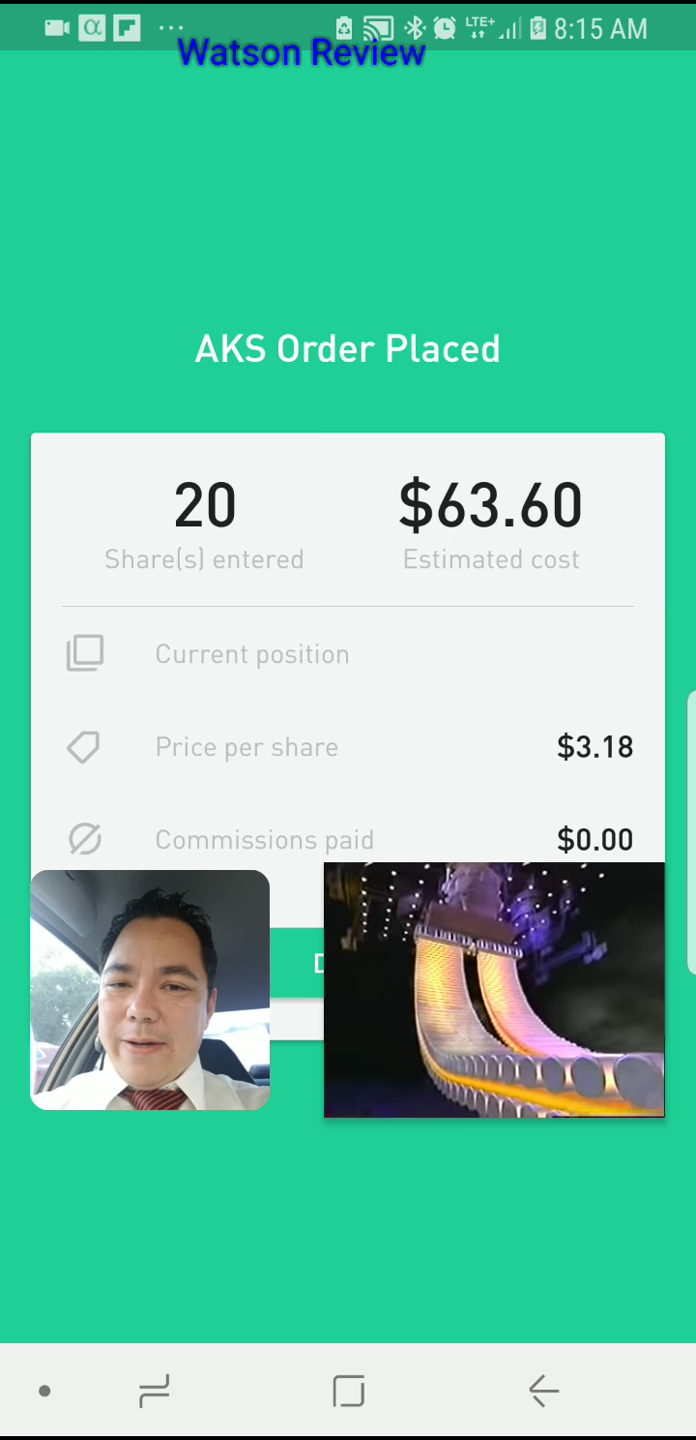 LTE+ 8:15 AM
Watson Review
AKS Order Placed
20 $63.60
Share(s) entered Estimated cost
Current position
Price per share $3.18
Commissions paid $0.00